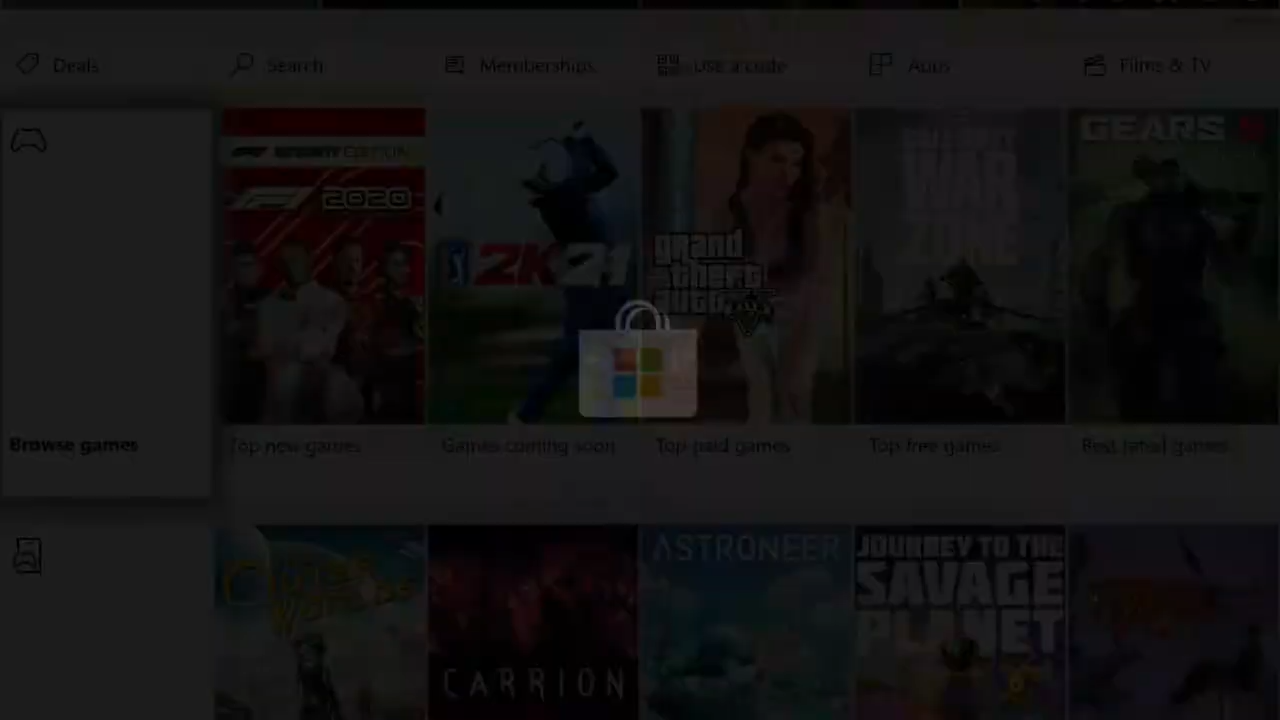 Deals
Search
Memberships
Use a code
Apps
Films & TV
EDITION
F1 2020
2K21
grand
theft
auto V
WAR
ZONE
GEARS 5
Browse games
Top new games
Games coming soon
Top paid games
Top free games
Best rated games
CARRION
ASTRONEER
JOURNEY TO THE
SAVAGE
PLANET